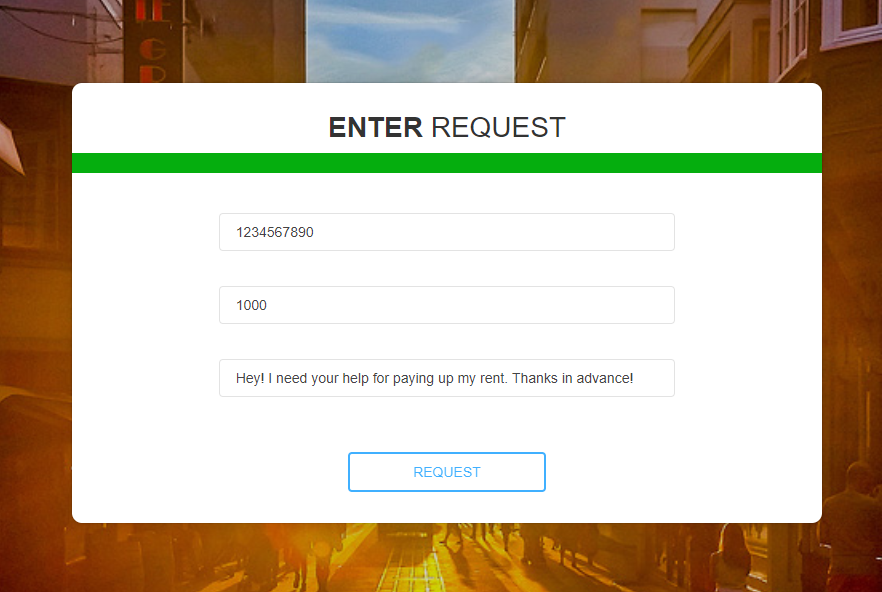 ENTER REQUEST
1234567890
1000
Hey! I need your help for paying up my rent. Thanks in advance!
REQUEST